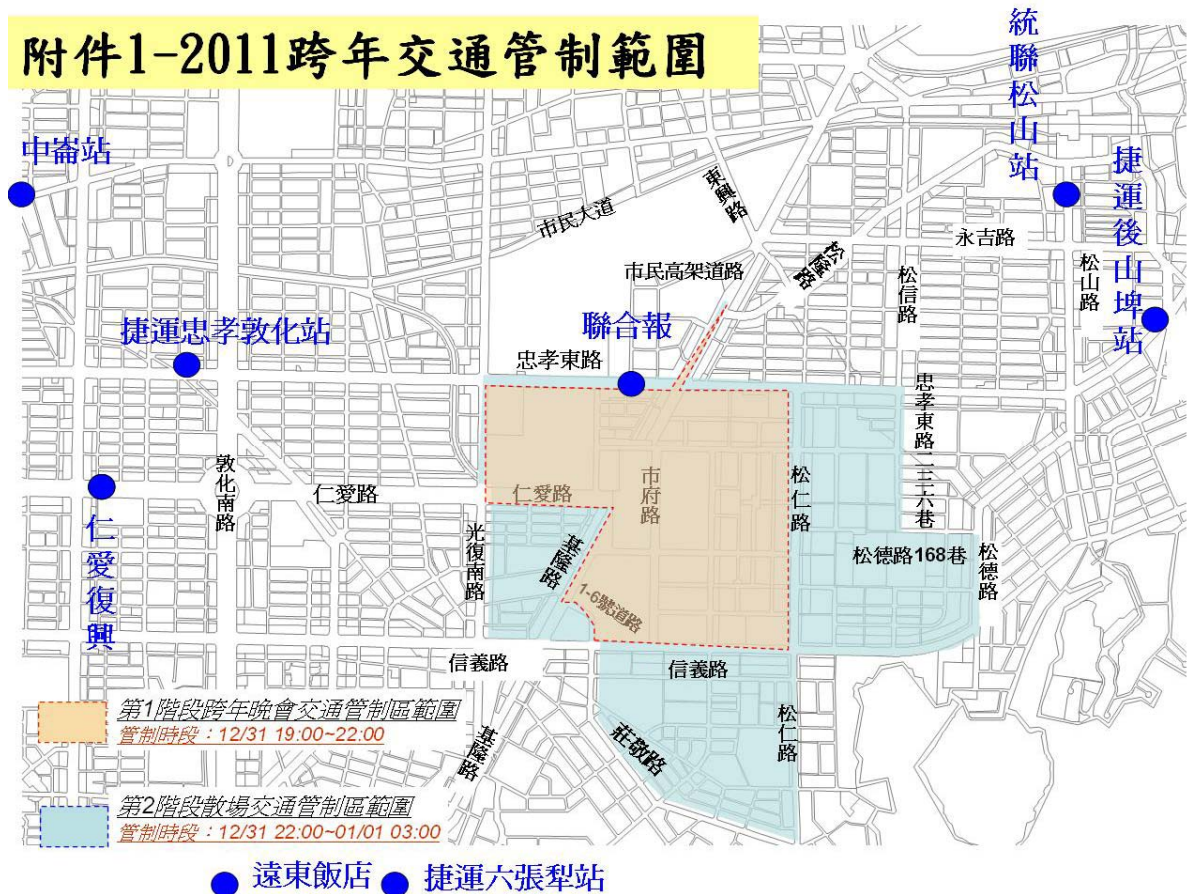 附件1-2011跨年交通管制範圍
統聯松山站
中崙站
捷運後山埤站
東興路
市民大道
永吉路
松隆路
市民高架道路
松信路
松山路
聯合報
捷運忠孝敦化站
忠孝東路
忠孝東路二三六巷
敦化南路
仁愛路
仁愛路
市府路
松仁路
仁愛復興
光復南路
基隆路
松德路168巷
松德路
1-6號道路
信義路
信義路
第1階段跨年晚會交通管制區範圍
管制時段：12/31 19:00~22:00
基隆路
莊敬路
松仁路
第2階段散場交通管制區範圍
管制時段：12/31 22:00~01/01 03:00
遠東飯店
捷運六張犁站